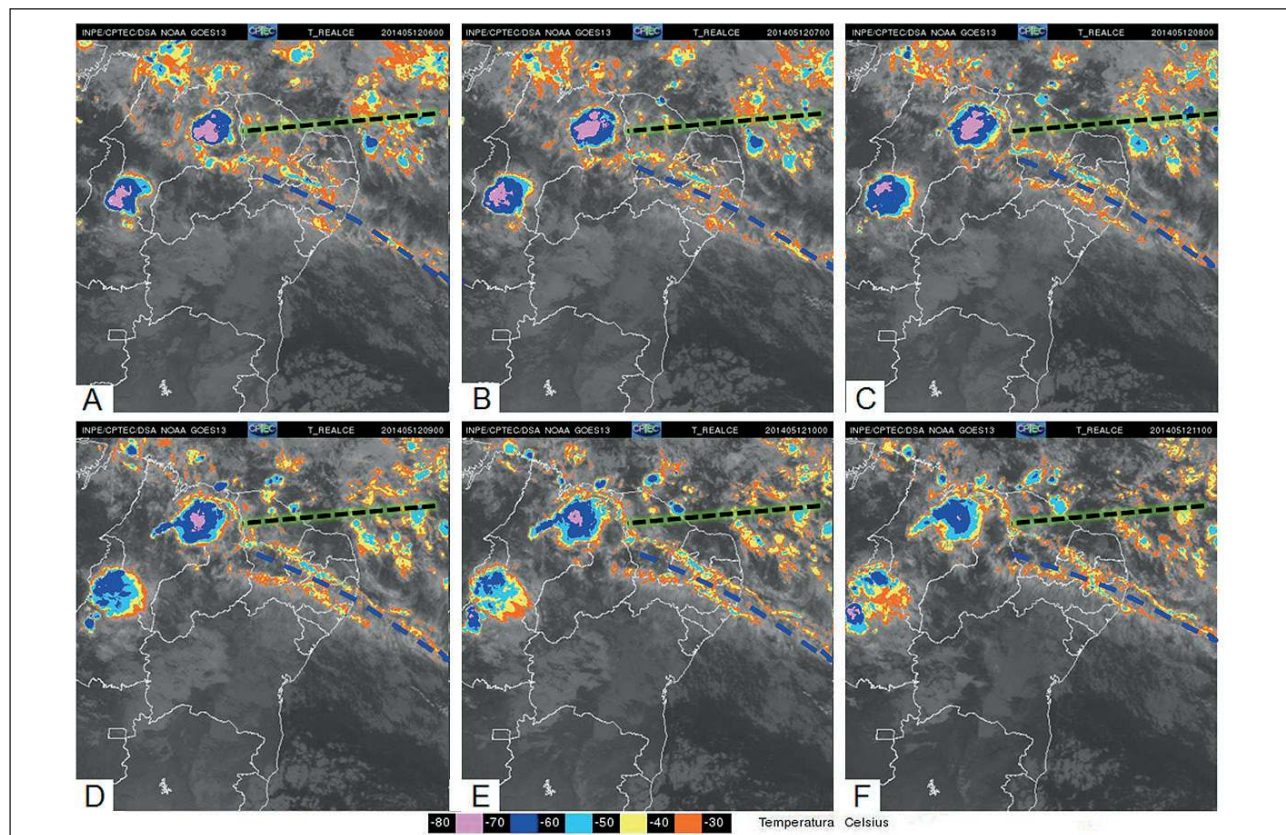 INPE/CPTEC/DSA NOAA GOES13 CPTEC T_REALCE 201405120600
INPE/CPTEC/DSA NOAA GOES13 CPTEC T_REALCE 201405120700
INPE/CPTEC/DSA NOAA GOES13 CPTEC T_REALCE 201405120800
A
B
C
INPE/CPTEC/DSA NOAA GOES13 CPTEC T_REALCE 201405120900
INPE/CPTEC/DSA NOAA GOES13 CPTEC T_REALCE 201405121000
INPE/CPTEC/DSA NOAA GOES13 CPTEC T_REALCE 201405121100
D
E
F
-80 -70 -60 -50 -40 -30 Temperatura Celsius